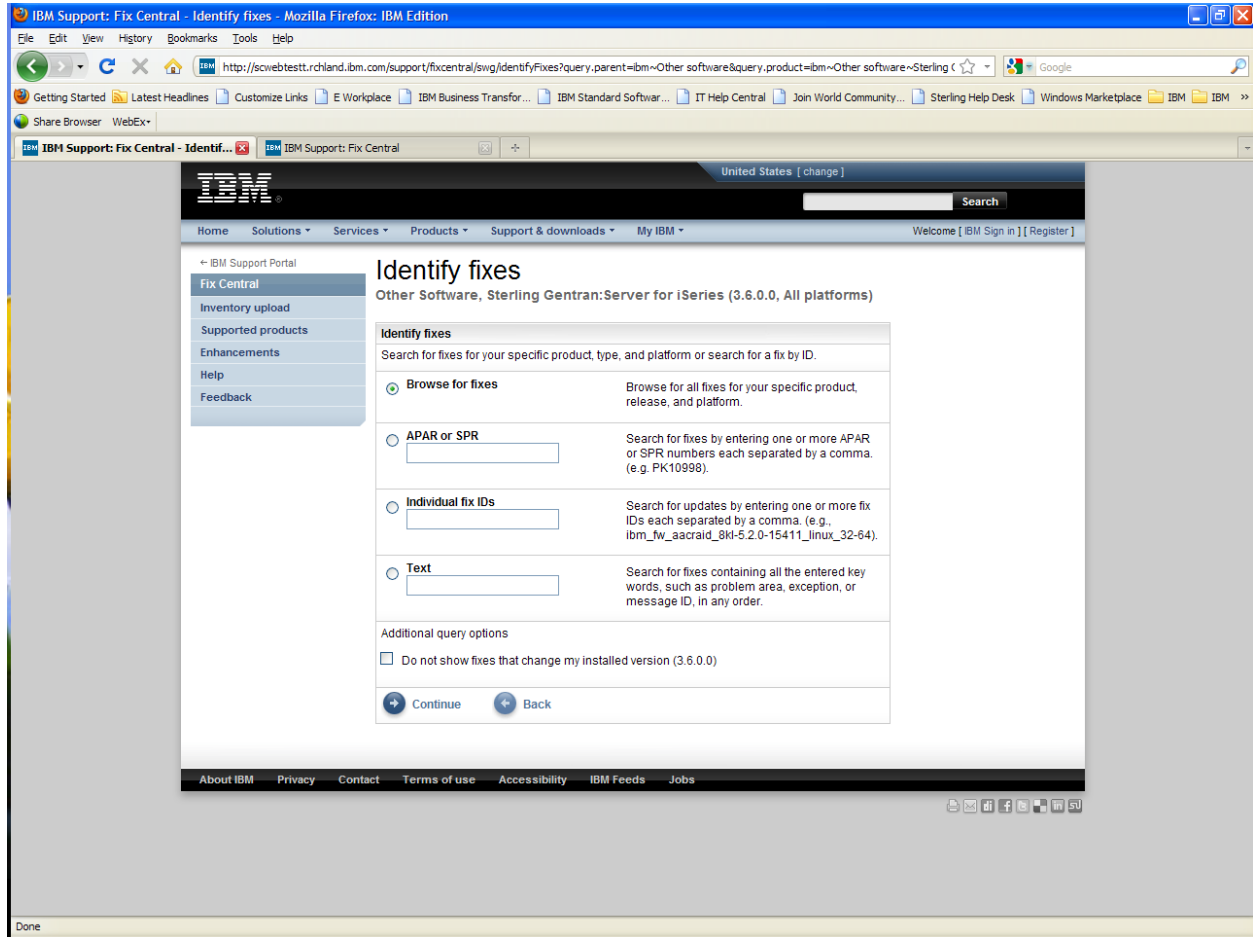 IBM Support: Fix Central - Identify fixes - Mozilla Firefox: IBM Edition
File Edit View History Bookmarks Tools Help
http://scwebtestt.rchland.ibm.com/support/fixcentral/swg/identifyFixes?query.parent=ibm~Other software&query.product=ibm~Other software~Sterling ( Google
Getting Started Latest Headlines Customize Links E Workplace IBM Business Transfor... IBM Standard Softwar... IT Help Central Join World Community... Sterling Help Desk Windows Marketplace IBM IBM »
Share Browser WebEx
IBM Support: Fix Central - Identif... IBM Support: Fix Central
IBM
United States [ change ]
Search
Home Solutions Services Products Support & downloads My IBM Welcome [ IBM Sign in ] [ Register ]
← IBM Support Portal
Fix Central
Inventory upload
Supported products
Enhancements
Help
Feedback
Identify fixes
Other Software, Sterling Gentran:Server for iSeries (3.6.0.0, All platforms)
Identify fixes
Search for fixes for your specific product, type, and platform or search for a fix by ID.
Browse for fixes
Browse for all fixes for your specific product,
release, and platform.
APAR or SPR
Search for fixes by entering one or more APAR
or SPR numbers each separated by a comma.
(e.g. PK10998).
Individual fix IDs
Search for updates by entering one or more fix
IDs each separated by a comma. (e.g.,
ibm_fw_aacraid_8kl-5.2.0-15411_linux_32-64).
Text
Search for fixes containing all the entered key
words, such as problem area, exception, or
message ID, in any order.
Additional query options
Do not show fixes that change my installed version (3.6.0.0)
Continue Back
About IBM Privacy Contact Terms of use Accessibility IBM Feeds Jobs
Done